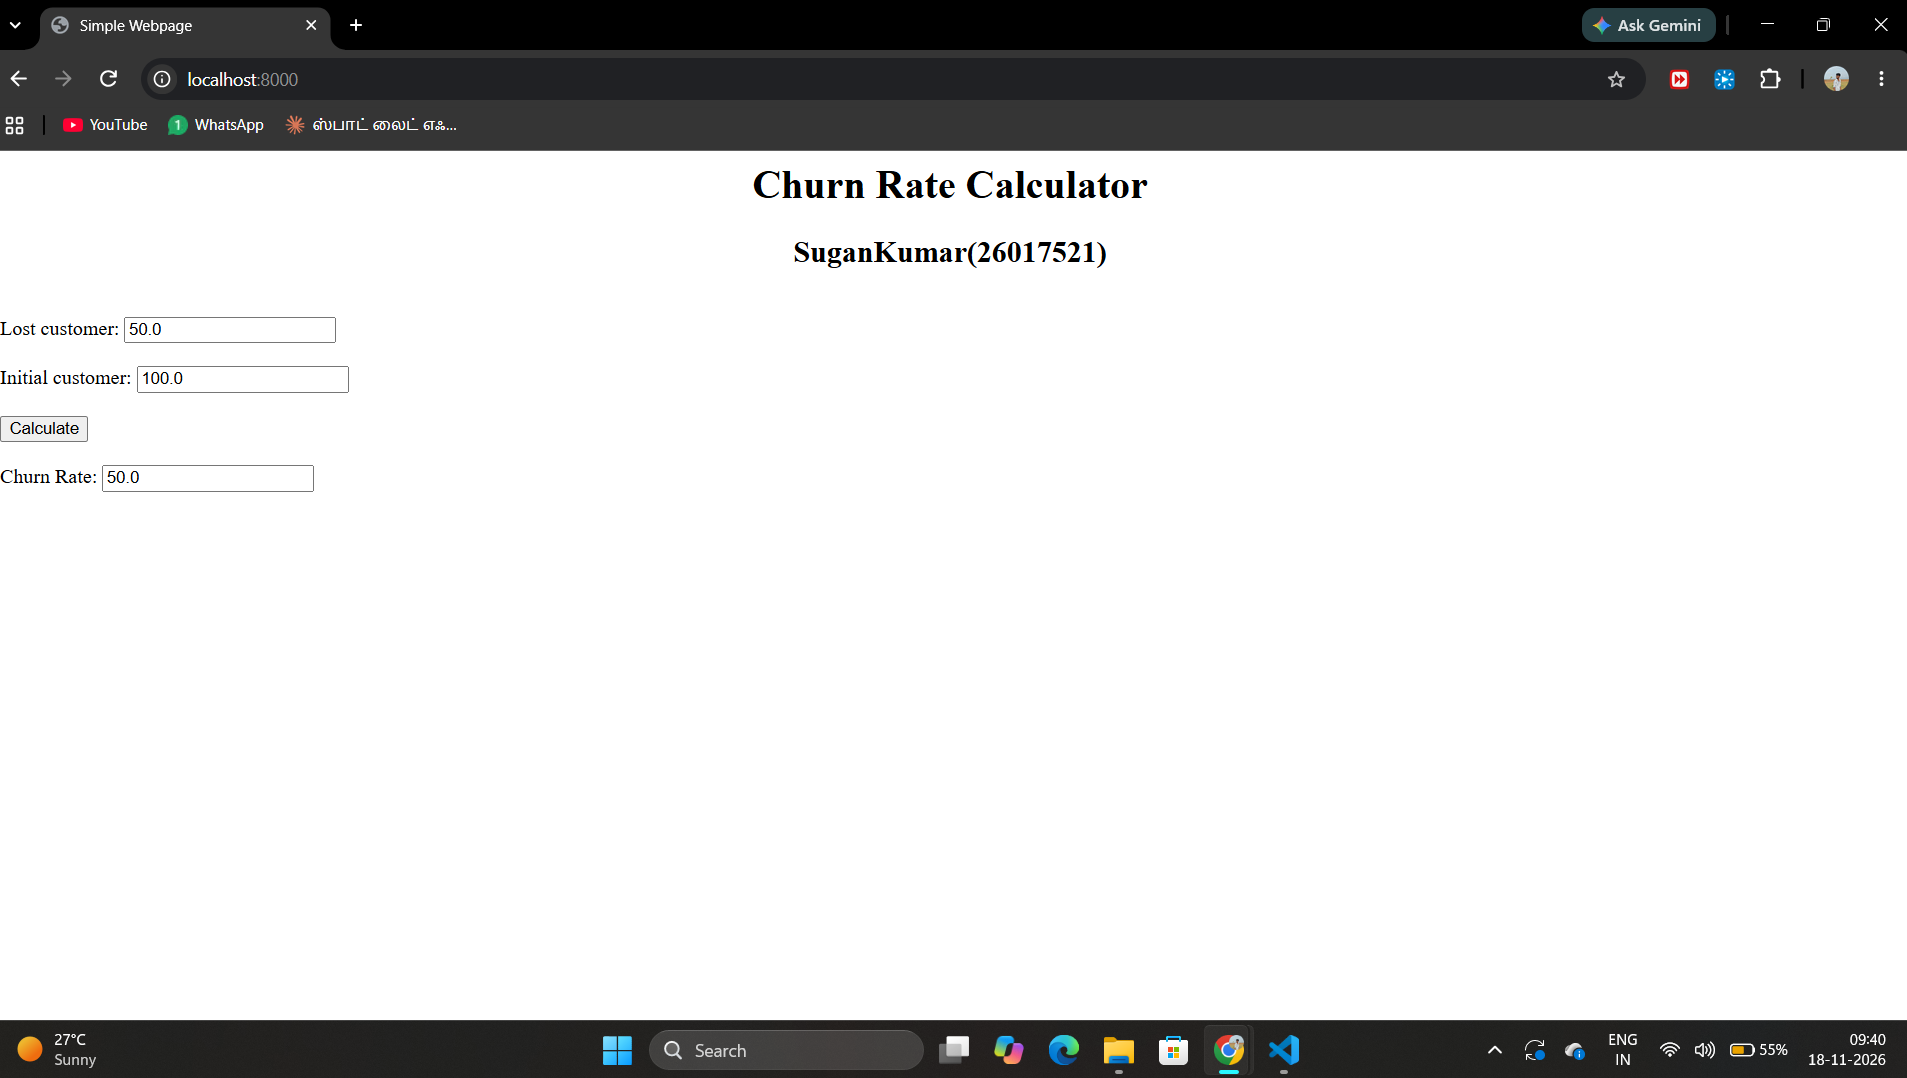 Simple Webpage
Ask Gemini
localhost:8000
YouTube
1
WhatsApp
ஸ்பாட் லைட் எஃ...
Churn Rate Calculator
SuganKumar(26017521)
Lost customer: 50.0
Initial customer: 100.0
Calculate
Churn Rate: 50.0
27°C
Sunny
Search
ENG
IN
55%
09:40
18-11-2026